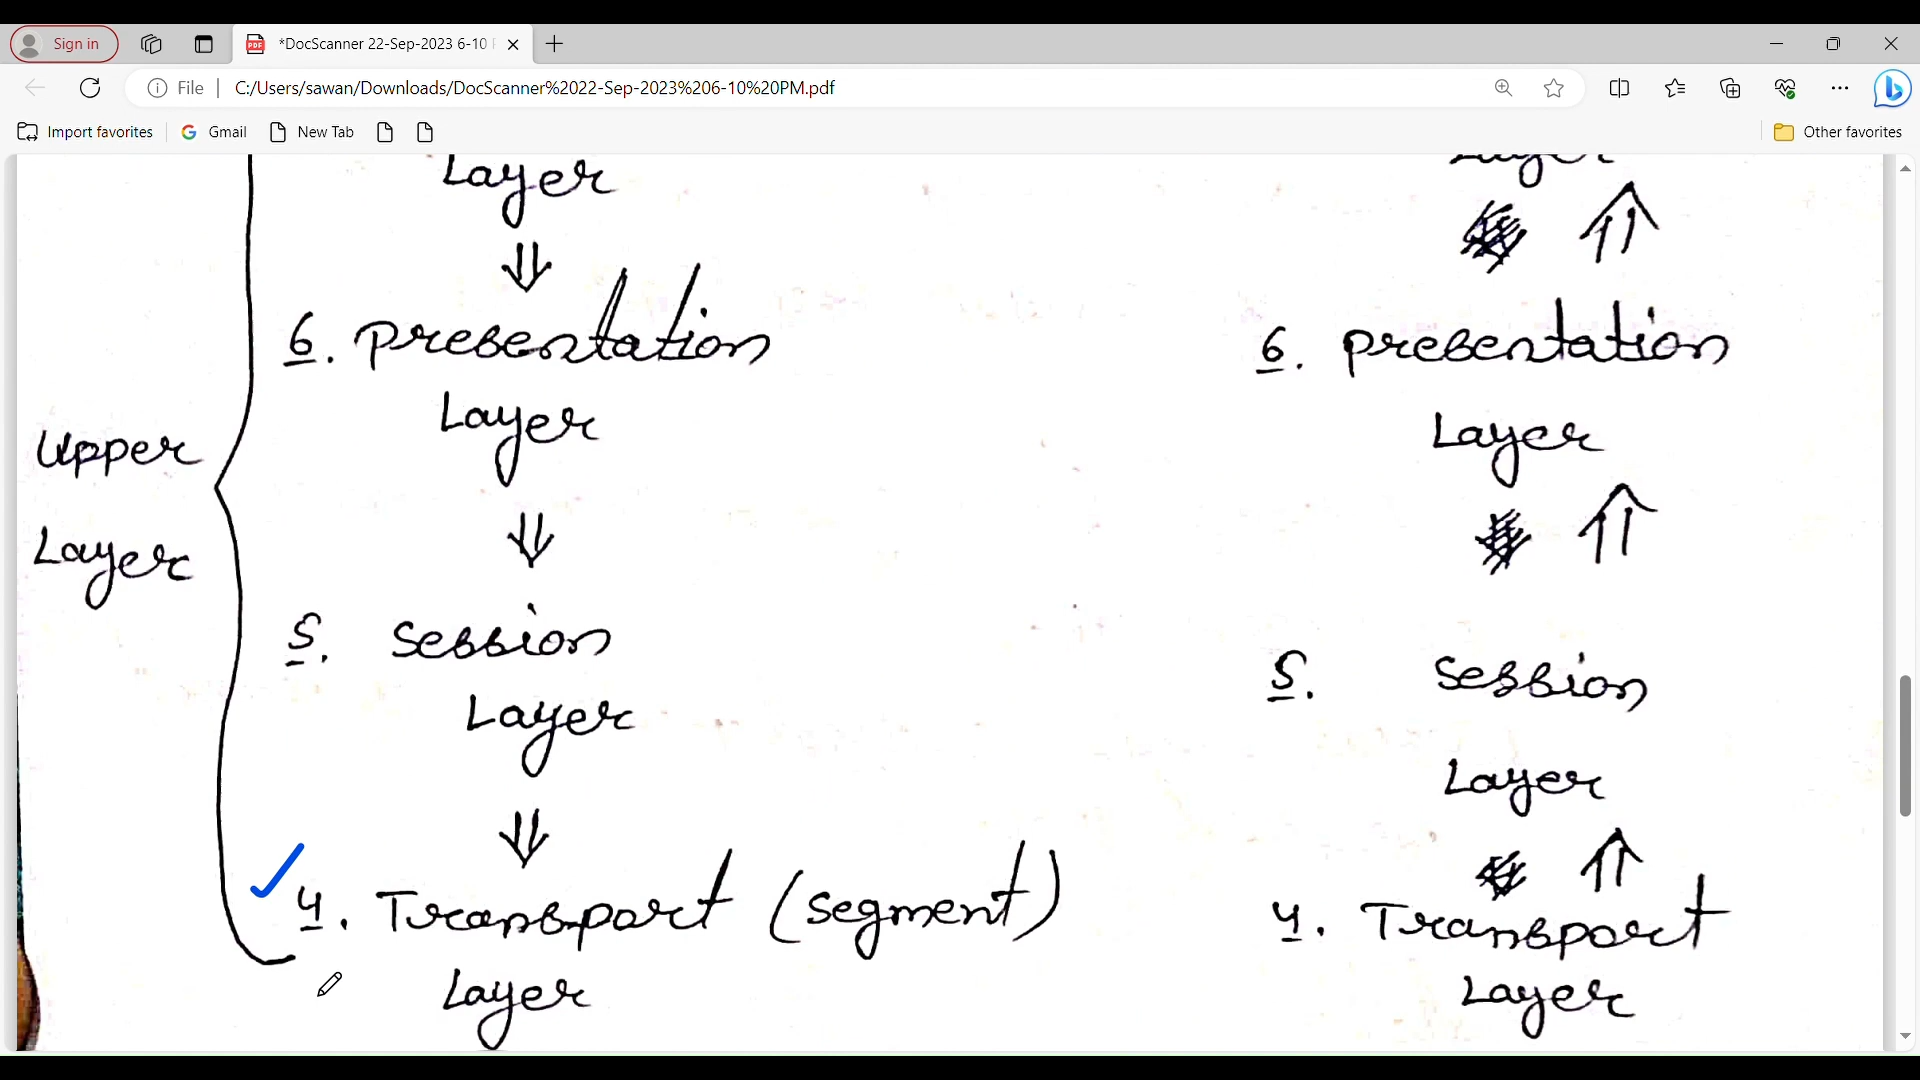 Sign in
*DocScanner 22-Sep-2023 6-10
File
C:/Users/sawan/Downloads/DocScanner%2022-Sep-2023%206-10%20PM.pdf
Import favorites
Gmail
New Tab
Other favorites
Layer
6. presentation
Layer
Upper
Layer
5. session
Layer
4. Transport (segment)
Layer
Layer
6. presentation
Layer
5. session
Layer
4. Transport
Layer